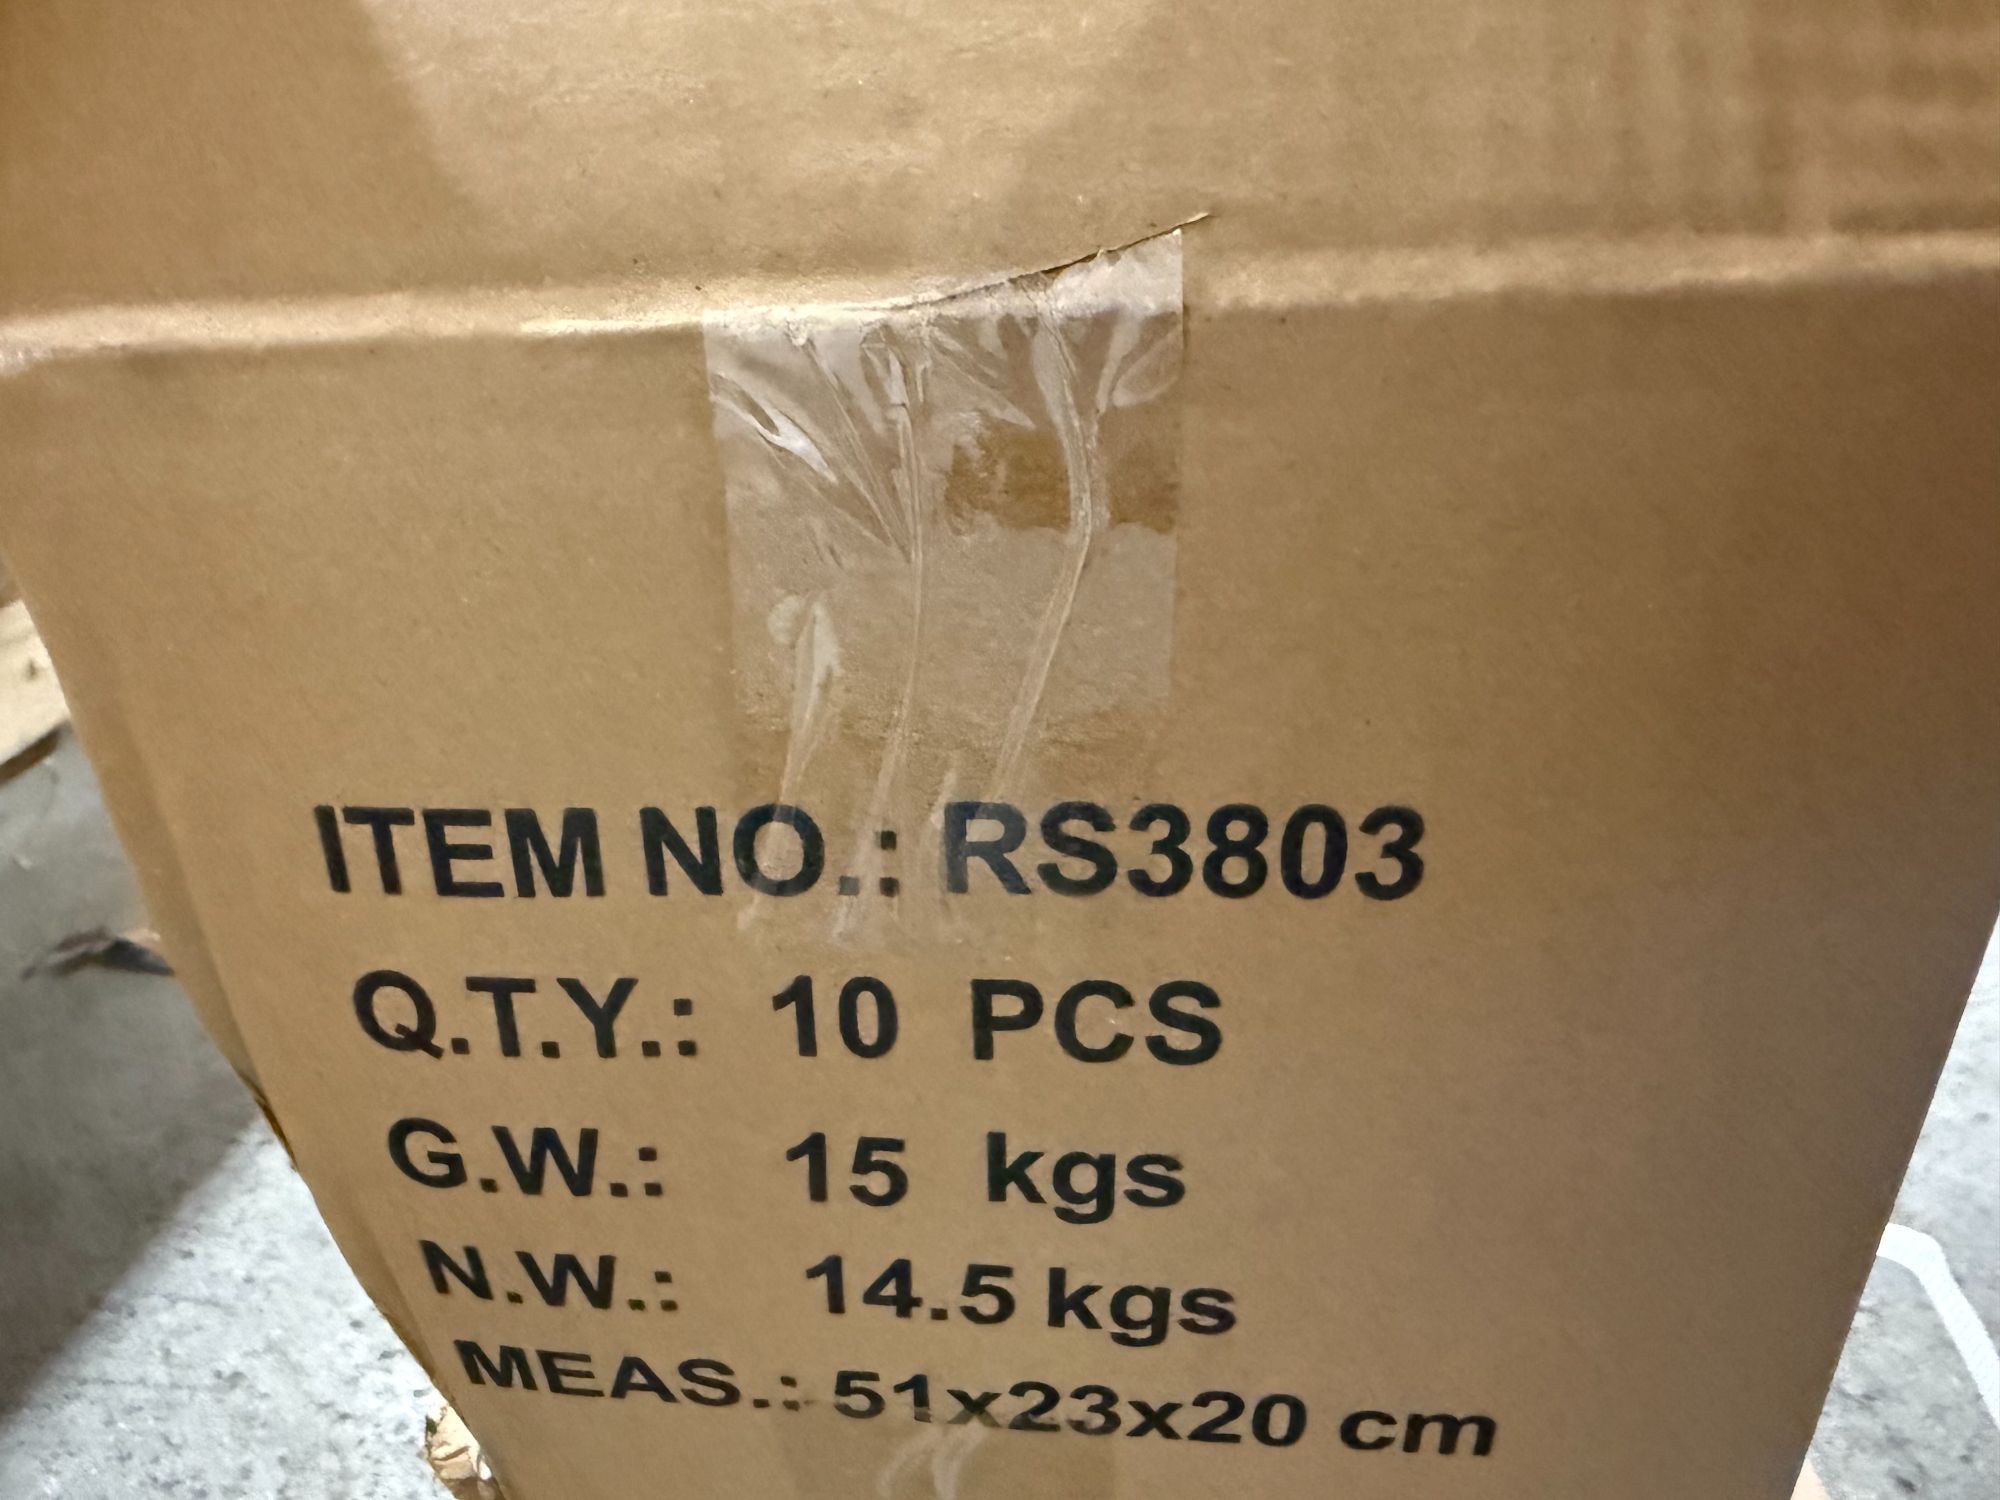 ITEM NO.: RS3803
Q.T.Y.: 10 PCS
G.W.: 15 kgs
N.W.: 14.5 kgs
MEAS.: 51x23x20 cm